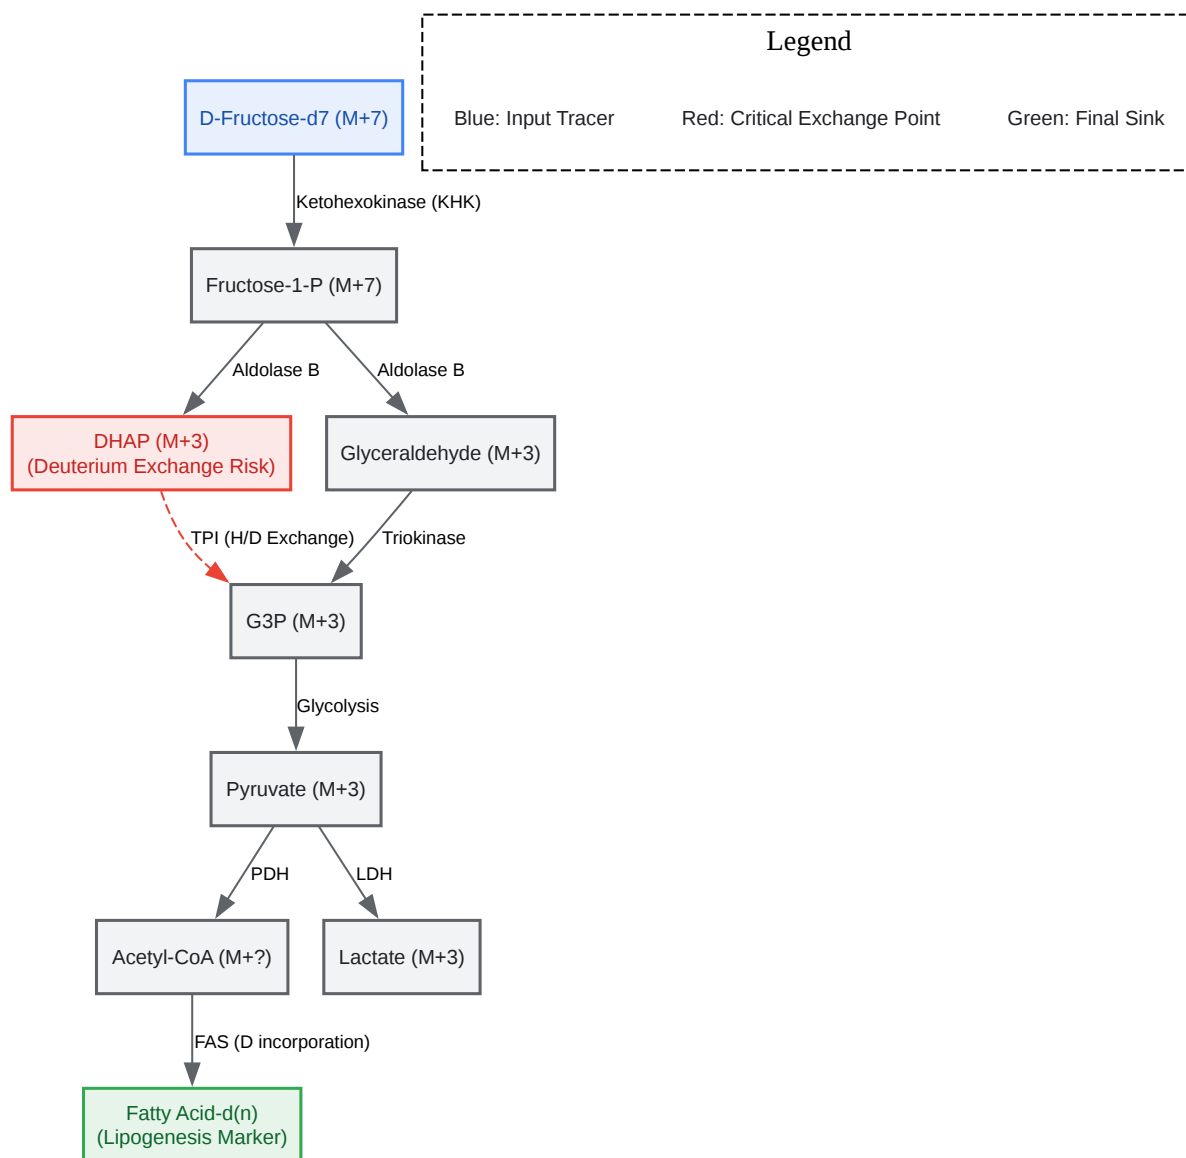 Legend
Blue: Input Tracer
Red: Critical Exchange Point
Green: Final Sink
D-Fructose-d7 (M+7)
Ketohexokinase (KHK)
Fructose-1-P (M+7)
Aldolase B
Aldolase B
DHAP (M+3)
(Deuterium Exchange Risk)
Glyceraldehyde (M+3)
TPI (H/D Exchange)
Triokinase
G3P (M+3)
Glycolysis
Pyruvate (M+3)
PDH
LDH
Acetyl-CoA (M+?)
Lactate (M+3)
FAS (D incorporation)
Fatty Acid-d(n)
(Lipogenesis Marker)